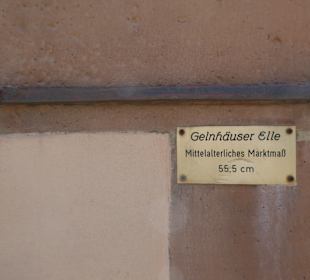 Gelnhäuser Elle
Mittelalterliches Marktmaß
55,5 cm